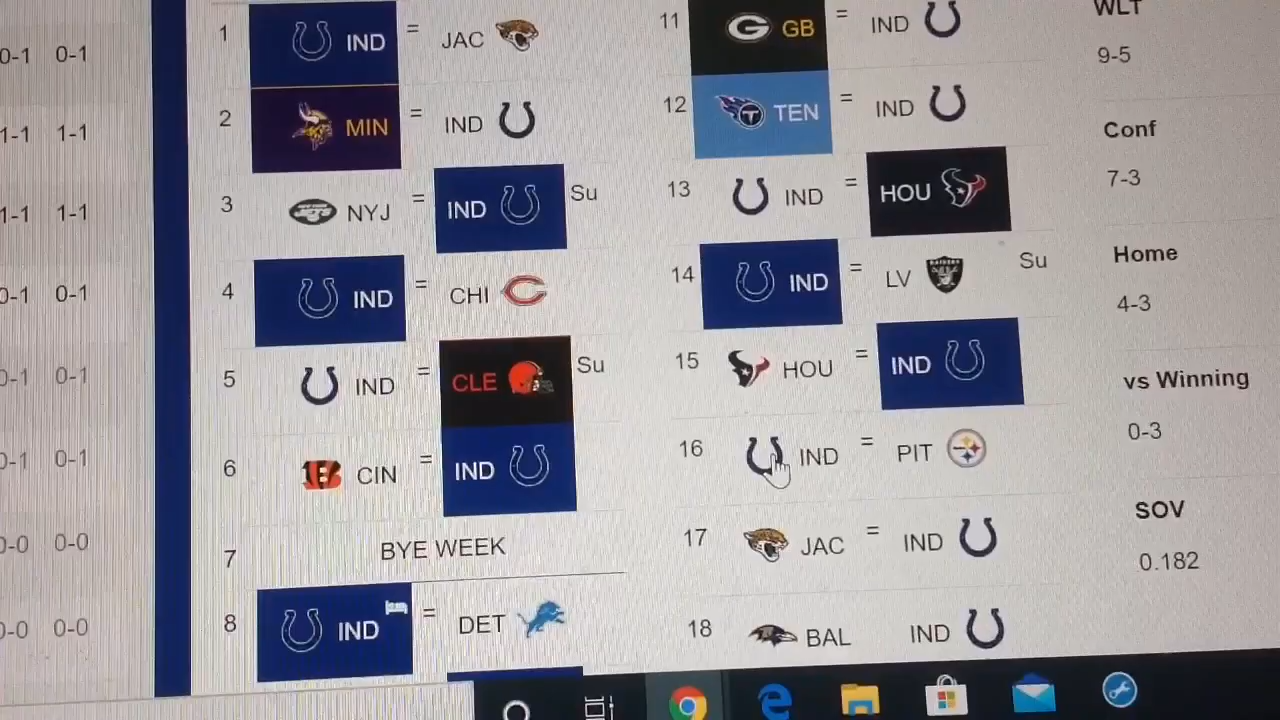 0-1 0-1
1-1 1-1
1-1 1-1
0-1 0-1
0-1 0-1
0-1 0-1
0-0 0-0
0-0 0-0
1 IND = JAC
2 MIN = IND
3 NYJ = IND Su
4 IND = CHI
5 IND = CLE Su
6 CIN = IND
7 BYE WEEK
8 IND = DET
11 GB = IND
12 TEN = IND
13 IND = HOU
14 IND = LV Su
15 HOU = IND
16 IND = PIT
17 JAC = IND
18 BAL IND
WLT
9-5
Conf
7-3
Home
4-3
vs Winning
0-3
SOV
0.182